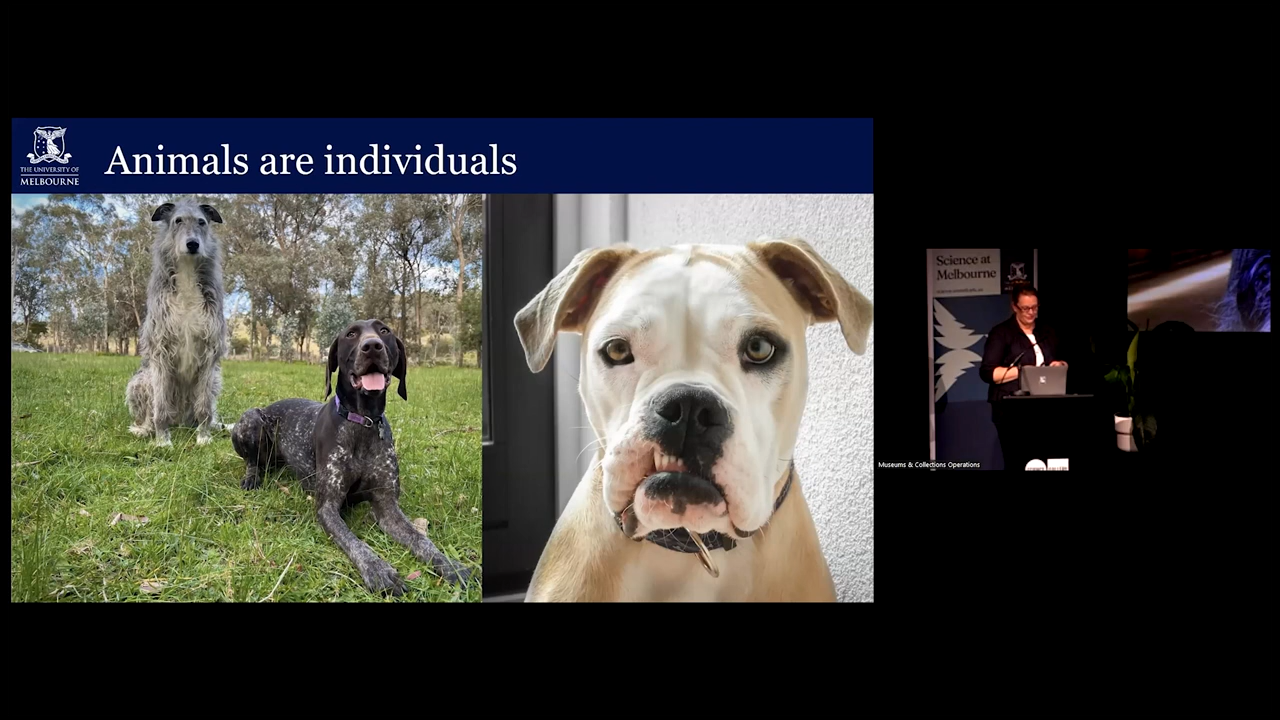 THE UNIVERSITY OF
MELBOURNE
Animals are individuals
Science at
Melbourne
Museums & Collections Operations